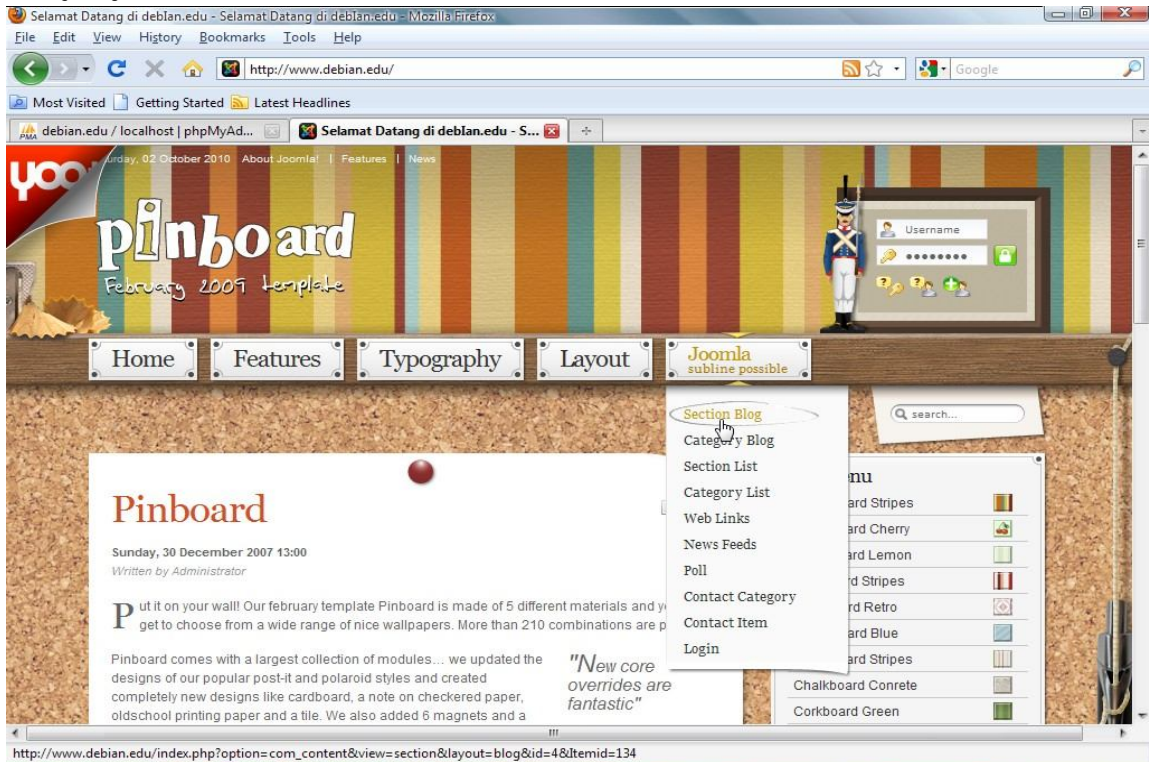 Selamat Datang di debIan.edu - Selamat Datang di debIan.edu - Mozilla Firefox
File Edit View History Bookmarks Tools Help
http://www.debian.edu/
Google
Most Visited Getting Started Latest Headlines
PMA debian.edu / localhost | phpMyAd... Selamat Datang di debIan.edu - S...
yoo
urday, 02 October 2010 About Joomla! | Features | News
pinboard
February 2009 template
Username
Home Features Typography Layout Joomla
subline possible
search...
Section Blog
Category Blog
Section List
Category List
Web Links
News Feeds
Poll
Contact Category
Contact Item
Login
Pinboard
Sunday, 30 December 2007 13:00
Written by Administrator
Put it on your wall! Our february template Pinboard is made of 5 different materials and
get to choose from a wide range of nice wallpapers. More than 210 combinations are
Pinboard comes with a largest collection of modules... we updated the
designs of our popular post-it and polaroid styles and created
completely new designs like cardboard, a note on checkered paper,
oldschool printing paper and a tile. We also added 6 magnets and a
"New core
overrides are
fantastic"
enu
ard Stripes
ard Cherry
ard Lemon
rd Stripes
rd Retro
ard Blue
ard Stripes
Chalkboard Conrete
Corkboard Green
http://www.debian.edu/index.php?option=com_content&view=section&layout=blog&id=4&Itemid=134